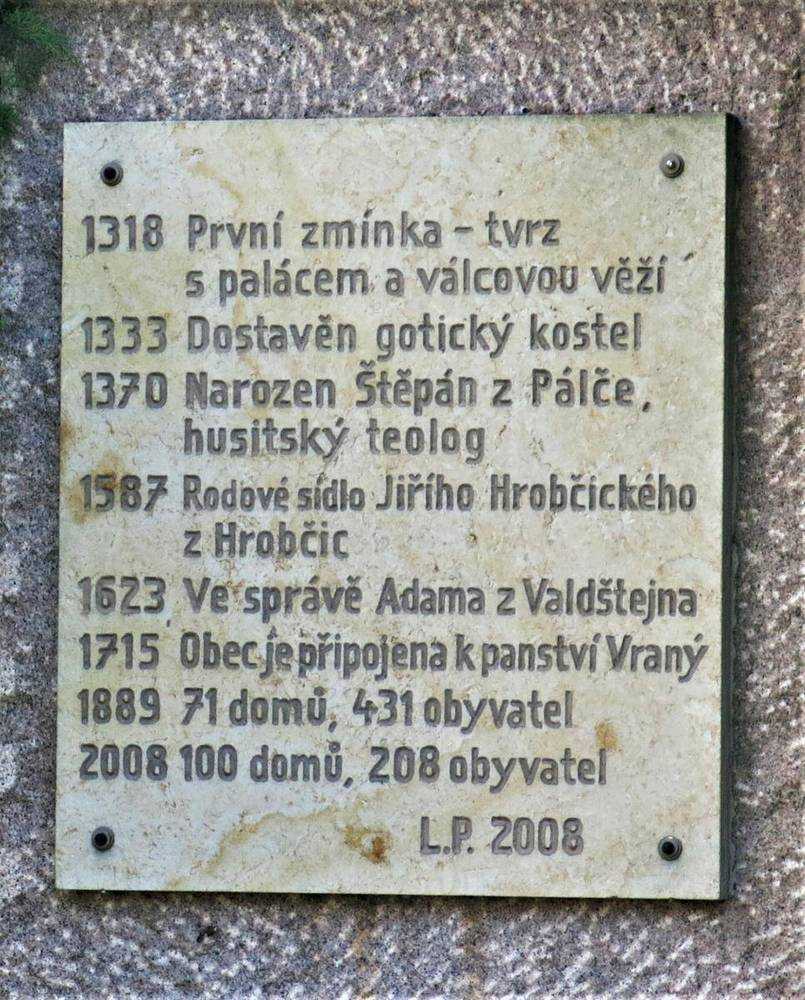 1318 První zmínka - tvrz
s palácem a válcovou věží
1333 Dostavěn gotický kostel
1370 Narozen Štěpán z Pálče,
husitský teolog
1587 Rodové sídlo Jiřího Hrobčického
z Hrobčic
1623 Ve správě Adama z Valdštejna
1715 Obec je připojena k panství Vraný
1889 71 domů, 431 obyvatel
2008 100 domů, 208 obyvatel
L.P. 2008